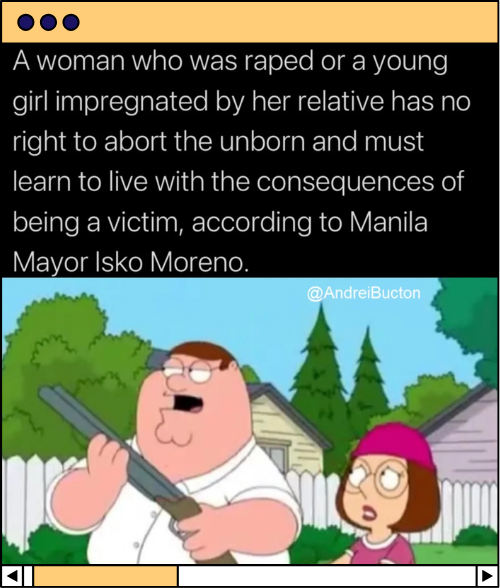 A woman who was raped or a young
girl impregnated by her relative has no
right to abort the unborn and must
learn to live with the consequences of
being a victim, according to Manila
Mayor Isko Moreno.
@AndreiBucton